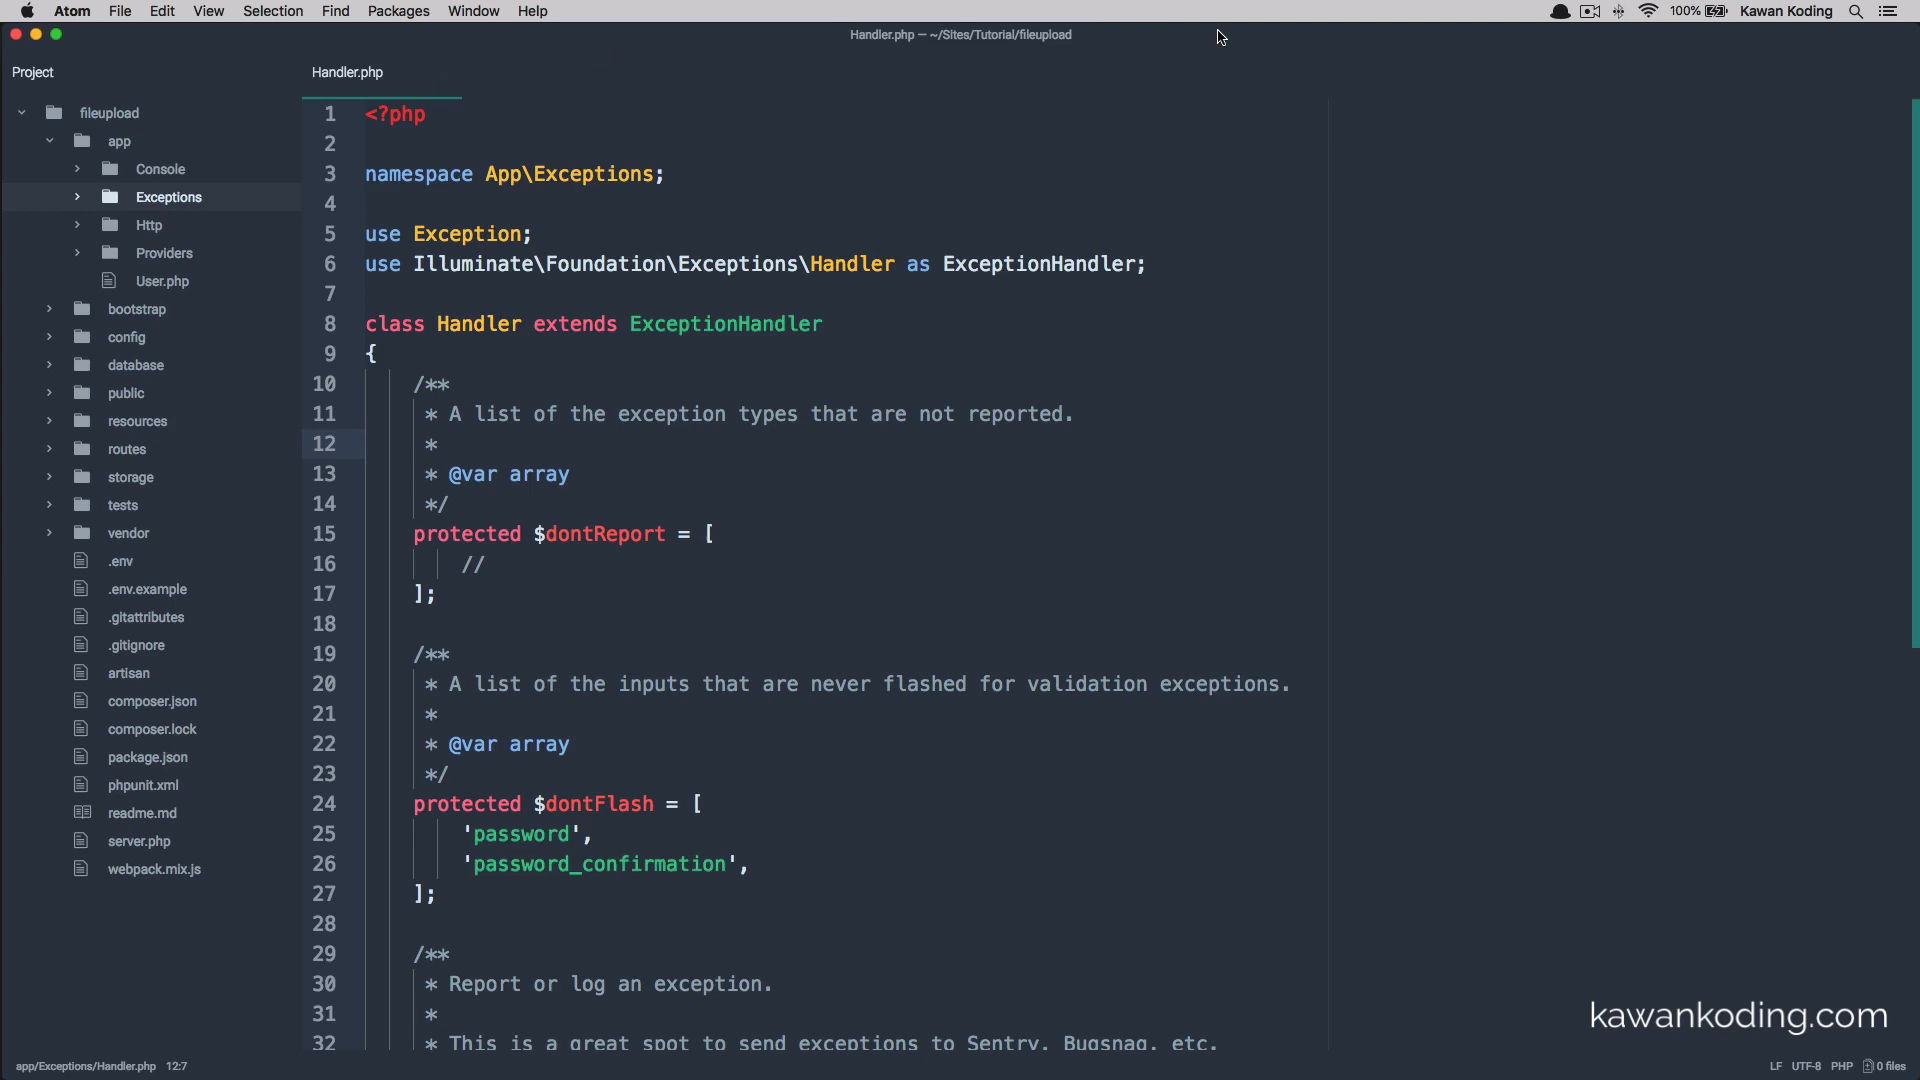 Atom File Edit View Selection Find Packages Window Help 100% Kawan Koding
Handler.php — ~/Sites/Tutorial/fileupload
Project
Handler.php
fileupload
app
Console
Exceptions
Http
Providers
User.php
bootstrap
config
database
public
resources
routes
storage
tests
vendor
.env
.env.example
.gitattributes
.gitignore
artisan
composer.json
composer.lock
package.json
phpunit.xml
readme.md
server.php
webpack.mix.js
1 <?php
2
3 namespace App\Exceptions;
4
5 use Exception;
6 use Illuminate\Foundation\Exceptions\Handler as ExceptionHandler;
7
8 class Handler extends ExceptionHandler
9 {
10 /**
11 * A list of the exception types that are not reported.
12 *
13 * @var array
14 */
15 protected $dontReport = [
16 //
17 ];
18
19 /**
20 * A list of the inputs that are never flashed for validation exceptions.
21 *
22 * @var array
23 */
24 protected $dontFlash = [
25 'password',
26 'password_confirmation',
27 ];
28
29 /**
30 * Report or log an exception.
31 *
32 * This is a great spot to send exceptions to Sentry, Bugsnag, etc.
kawankoding.com
app/Exceptions/Handler.php 12:7
LF UTF-8 PHP 0 files